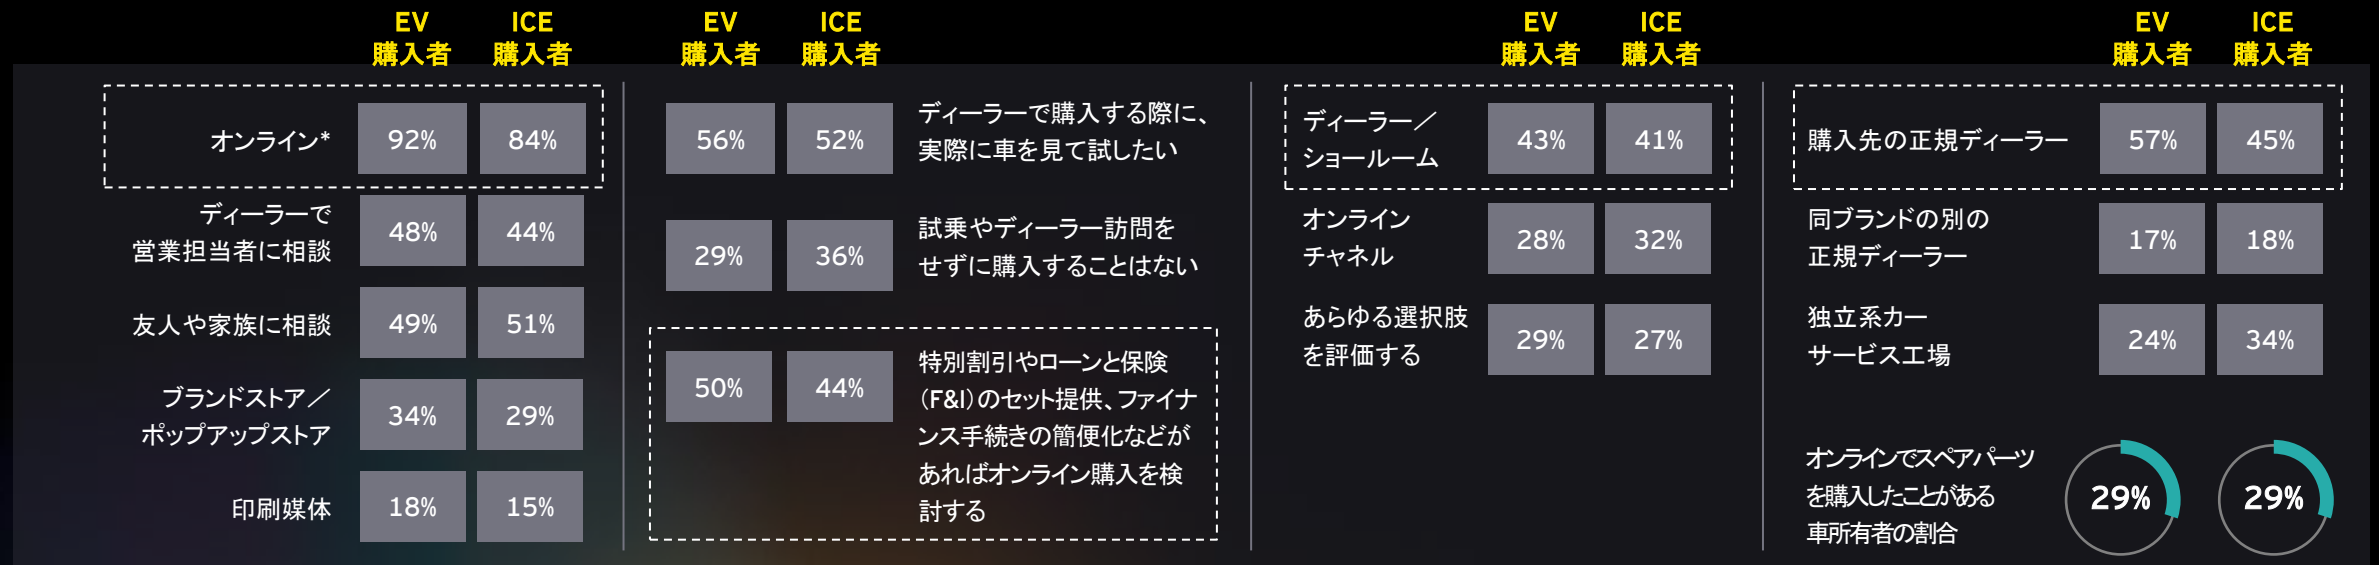 EV
購入者
ICE
購入者
オンライン*
92%
84%
ディーラーで
営業担当者に相談
48%
44%
友人や家族に相談
49%
51%
ブランドストア／
ポップアップストア
34%
29%
印刷媒体
18%
15%
EV
購入者
ICE
購入者
56%
52%
ディーラーで購入する際に、
実際に車を見て試したい
29%
36%
試乗やディーラー訪問を
せずに購入することはない
50%
44%
特別割引やローンと保険
（F&I）のセット提供、ファイナ
ンス手続きの簡便化などが
あればオンライン購入を検
討する
EV
購入者
ICE
購入者
ディーラー／
ショールーム
43%
41%
オンライン
チャネル
28%
32%
あらゆる選択肢
を評価する
29%
27%
EV
購入者
ICE
購入者
購入先の正規ディーラー
57%
45%
同ブランドの別の
正規ディーラー
17%
18%
独立系カー
サービス工場
24%
34%
オンラインでスペアパーツ
を購入したことがある
車所有者の割合
29%
29%